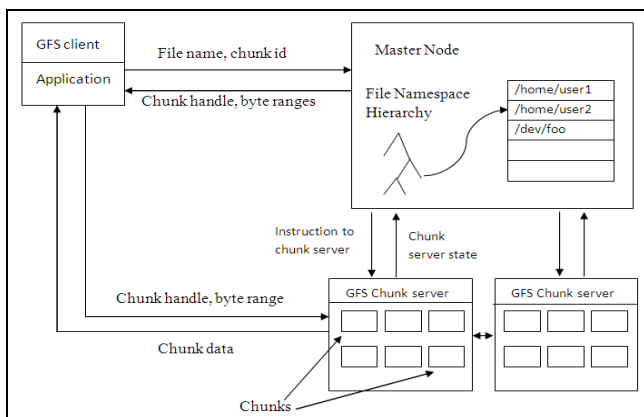 GFS client
Application
File name, chunk id
Chunk handle, byte ranges
Master Node
File Namespace
Hierarchy
/home/user1
/home/user2
/dev/foo
Instruction to
chunk server
Chunk
server state
Chunk handle, byte range
Chunk data
GFS Chunk server
GFS Chunk server
Chunks